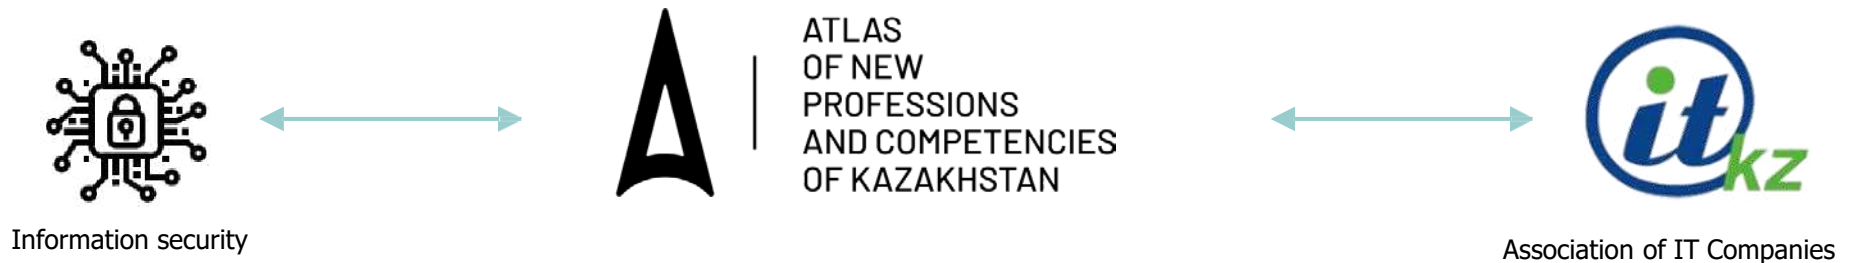 ATLAS
OF NEW
PROFESSIONS
AND COMPETENCIES
OF KAZAKHSTAN
it
kz
Information security
Association of IT Companies